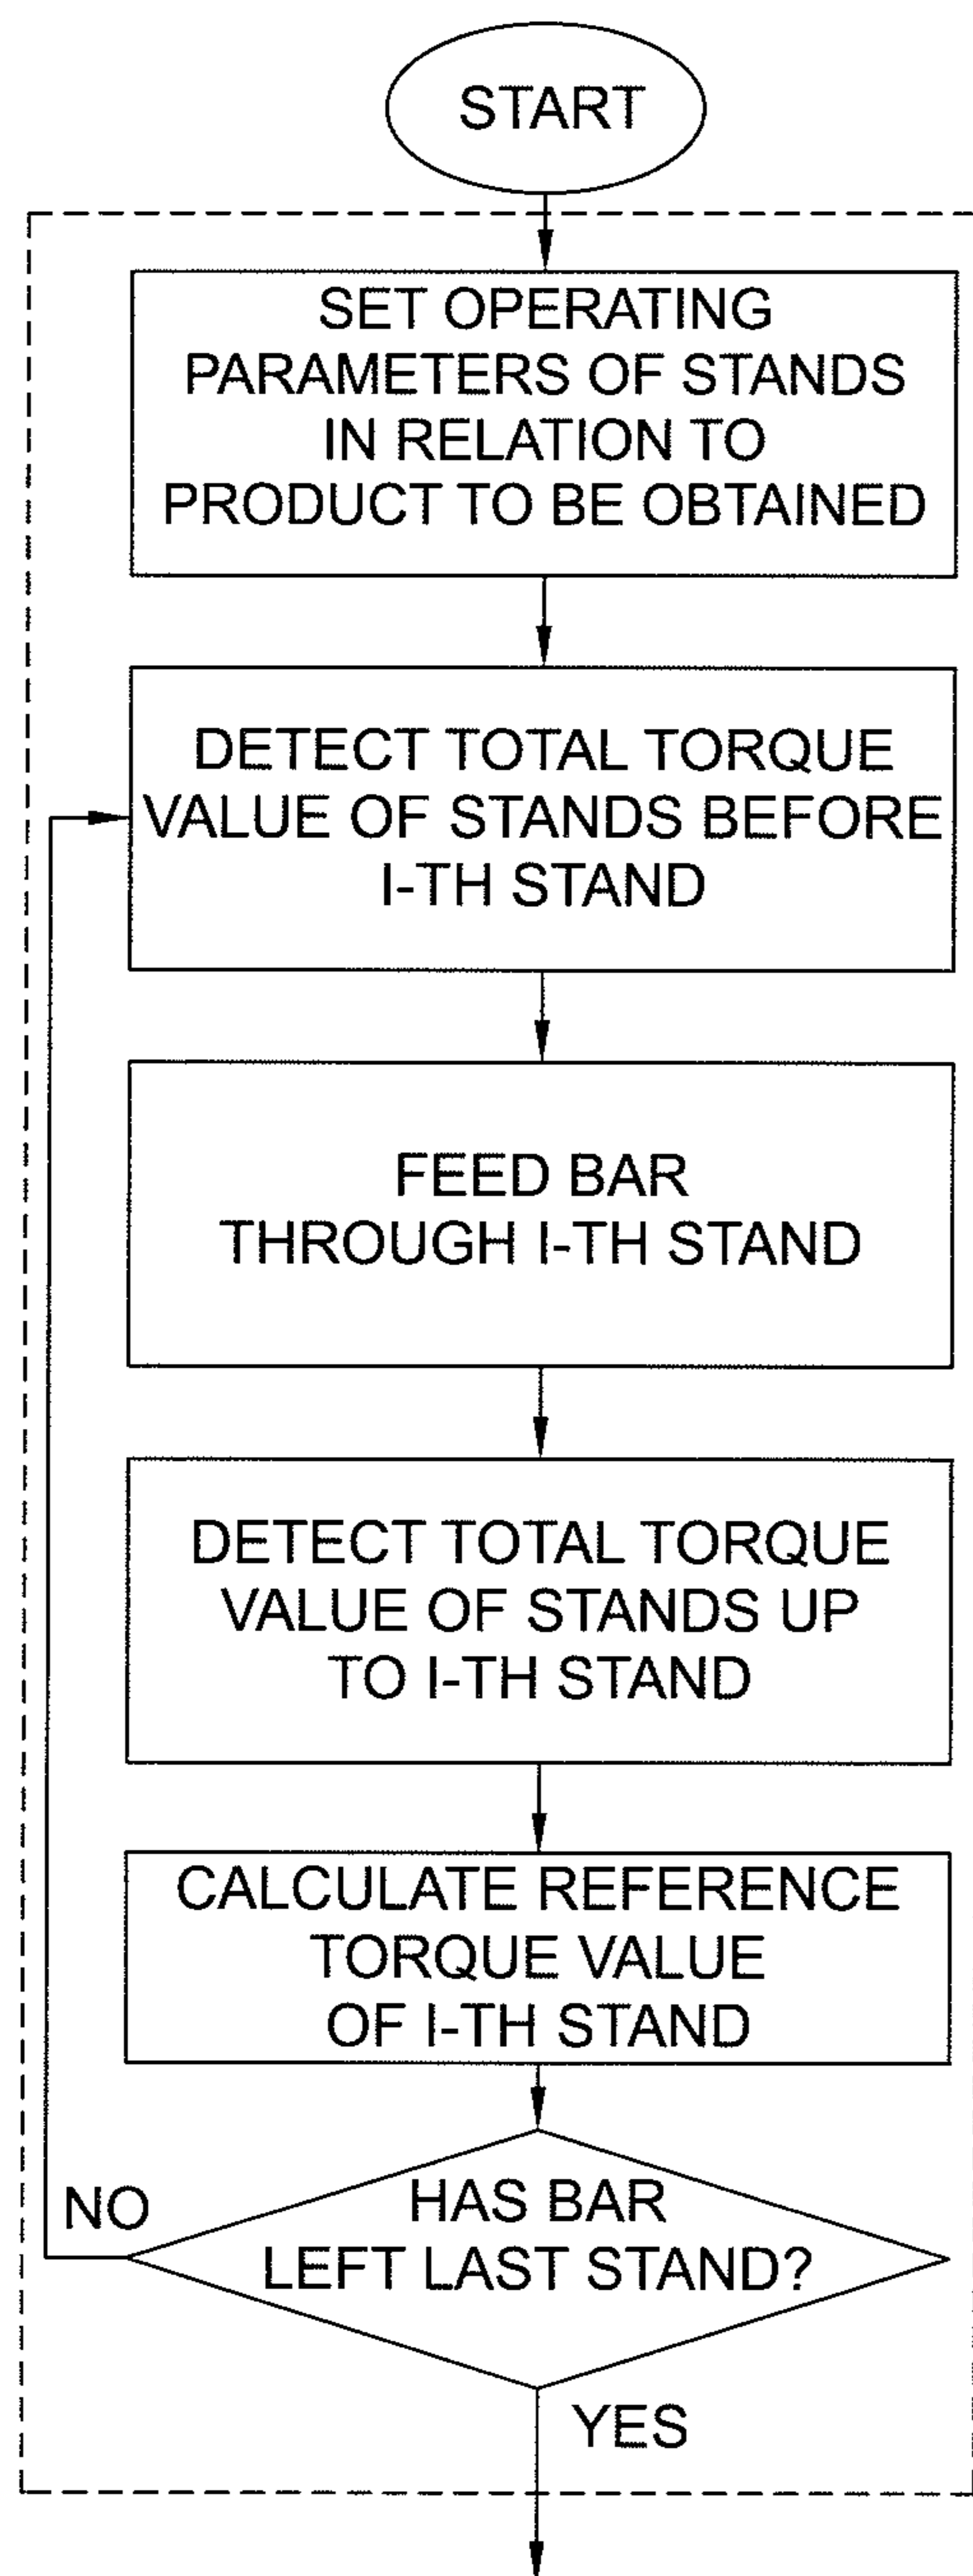 START
SET OPERATING
PARAMETERS OF STANDS
IN RELATION TO
PRODUCT TO BE OBTAINED
DETECT TOTAL TORQUE
VALUE OF STANDS BEFORE
I-TH STAND
FEED BAR
THROUGH I-TH STAND
DETECT TOTAL TORQUE
VALUE OF STANDS UP
TO I-TH STAND
CALCULATE REFERENCE
TORQUE VALUE
OF I-TH STAND
HAS BAR
LEFT LAST STAND?
NO
YES